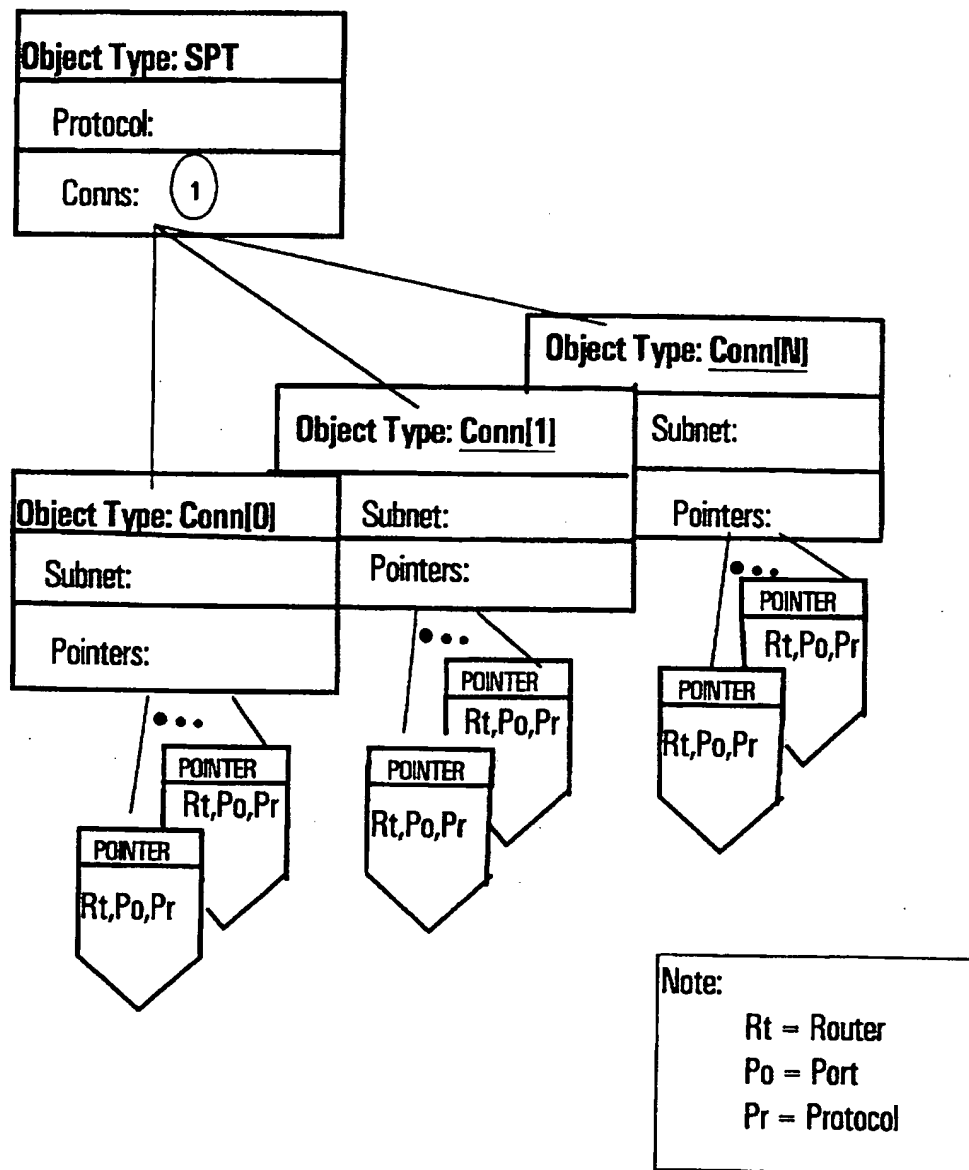 Object Type: SPT
Protocol:
Conns: 1
Object Type: Conn[N]
Subnet:
Pointers:
Object Type: Conn[1]
Subnet:
Pointers:
Object Type: Conn[0]
Subnet:
Pointers:
POINTER
Rt,Po,Pr
POINTER
Rt,Po,Pr
POINTER
Rt,Po,Pr
POINTER
Rt,Po,Pr
POINTER
Rt,Po,Pr
POINTER
Rt,Po,Pr
Note:
Rt = Router
Po = Port
Pr = Protocol